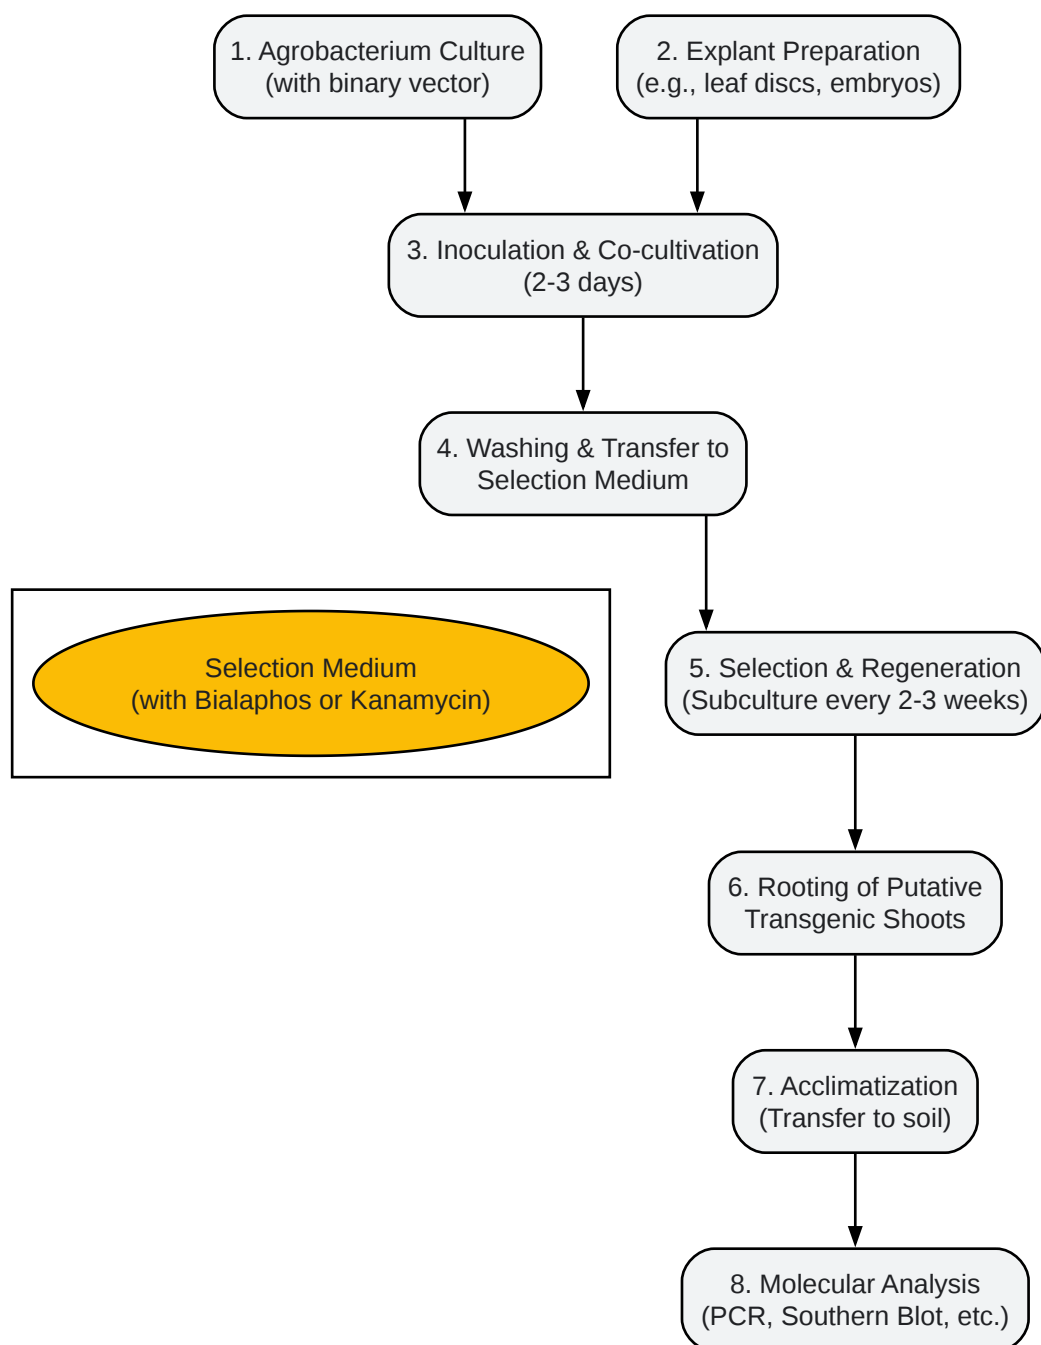 1. Agrobacterium Culture
(with binary vector)
2. Explant Preparation
(e.g., leaf discs, embryos)
3. Inoculation & Co-cultivation
(2-3 days)
4. Washing & Transfer to
Selection Medium
Selection Medium
(with Bialaphos or Kanamycin)
5. Selection & Regeneration
(Subculture every 2-3 weeks)
6. Rooting of Putative
Transgenic Shoots
7. Acclimatization
(Transfer to soil)
8. Molecular Analysis
(PCR, Southern Blot, etc.)